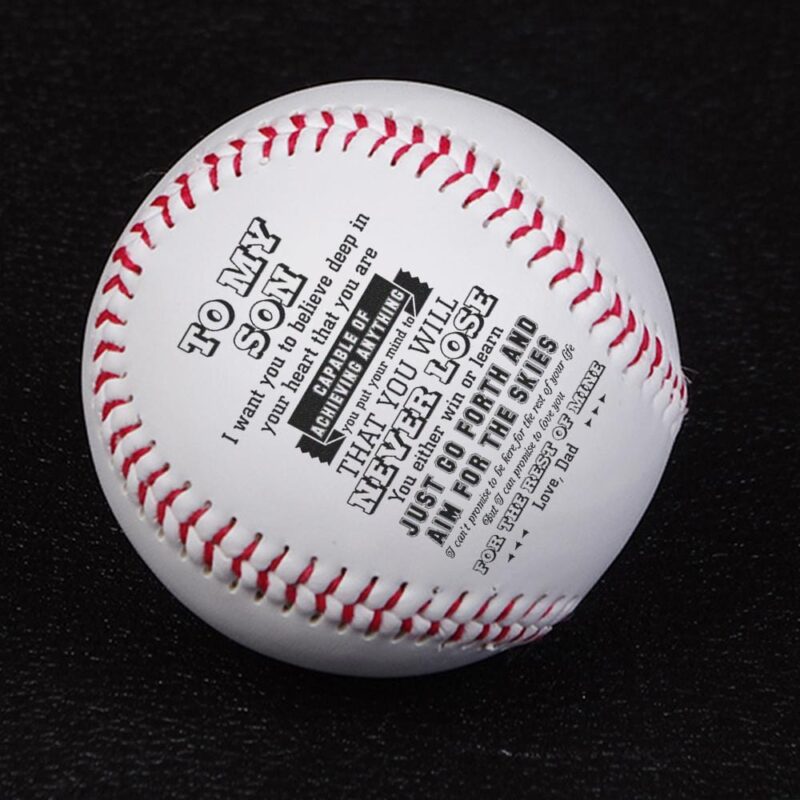 TO MY
SON
I want you to believe deep in
your heart that you are
CAPABLE OF
ACHIEVING ANYTHING
you put your mind to
THAT YOU WILL
NEVER LOSE
You either win or learn
JUST GO FORTH AND
AIM FOR THE SKIES
I can't promise to be here for the rest of your life
But I can promise to love you
FOR THE REST OF MINE
Love, Dad